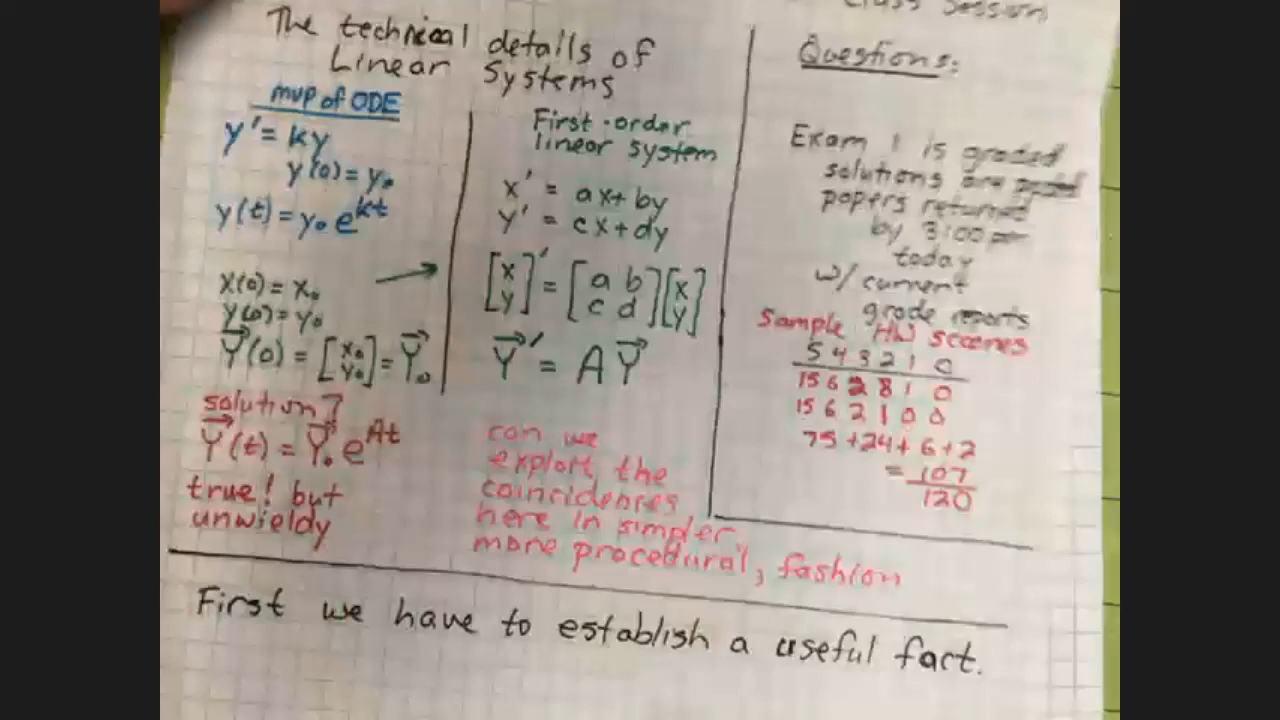 The technical details of
Linear Systems
mvp of ODE
y' = ky
y(0) = y₀
y(t) = y₀ e^kt
x(0) = x₀
y(0) = y₀
Y⃗(0) = [x₀ y₀] = Y⃗₀
solution?
Y⃗(t) = Y⃗₀ e^At
true! but
unwieldy
First-order
linear system
x' = ax + by
y' = cx + dy
[x y]' = [a b c d][x y]
Y⃗' = A Y⃗
can we
exploit the
coincidences
here in simpler,
more procedural, fashion
Class Session
Questions:
Exam 1 is graded
solutions are posted
papers returned
by 3:00pm
today
w/ current
grade reports
Sample HW scores
5 4 3 2 1 0
15 6 2 8 1 0
15 6 2 1 0 0
75 + 24 + 6 + 2
= 107
120
First we have to establish a useful fact.